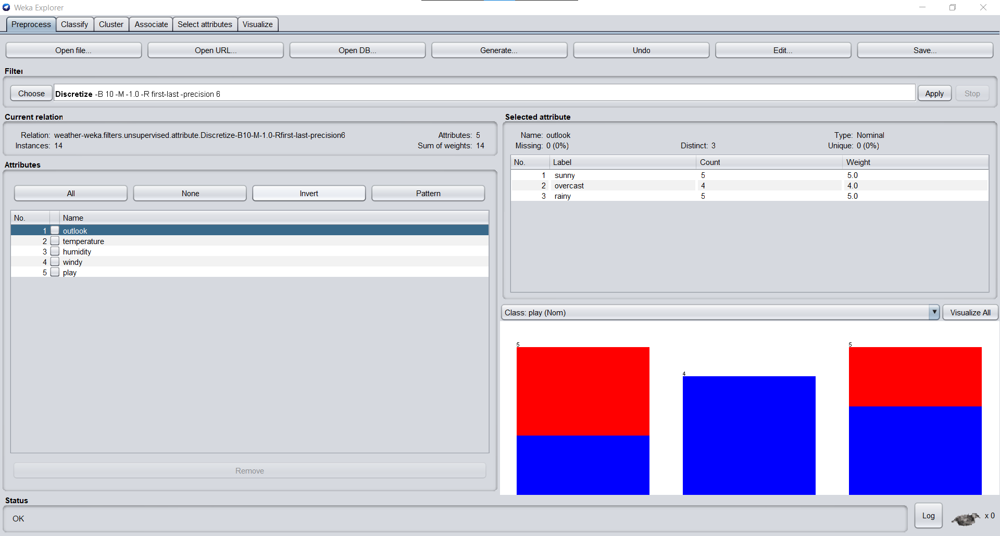 Weka Explorer
Preprocess Classify Cluster Associate Select attributes Visualize
Open file... Open URL... Open DB... Generate... Undo Edit... Save...
Filter
Choose Discretize -B 10 -M -1.0 -R first-last -precision 6 Apply Stop
Current relation
Relation: weather-weka.filters.unsupervised.attribute.Discretize-B10-M-1.0-Rfirst-last-precision6 Attributes: 5
Instances: 14 Sum of weights: 14
Attributes
All None Invert Pattern
No. Name
1 outlook
2 temperature
3 humidity
4 windy
5 play
Remove
Selected attribute
Name: outlook Type: Nominal
Missing: 0 (0%) Distinct: 3 Unique: 0 (0%)
No. Label Count Weight
1 sunny 5 5.0
2 overcast 4 4.0
3 rainy 5 5.0
Class: play (Nom) Visualize All
5 4 5
Status
OK
Log x 0